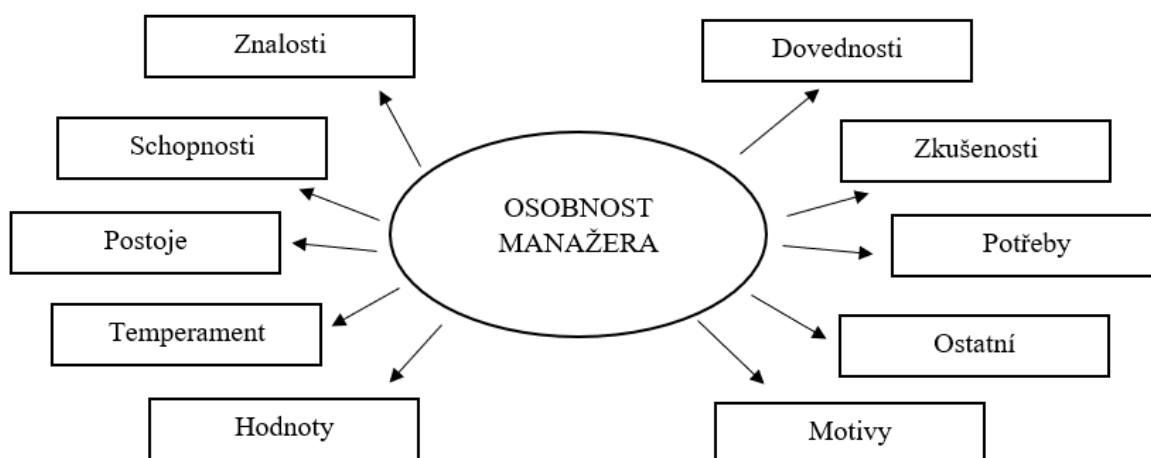 Znalosti
Dovednosti
Schopnosti
Zkušenosti
OSOBNOST
MANAŽERA
Postoje
Potřeby
Temperament
Ostatní
Hodnoty
Motivy